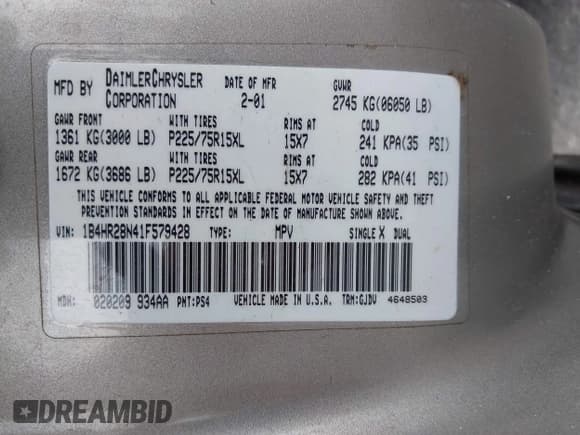 MFD BY DAIMLERCHRYSLER CORPORATION DATE OF MFR 2-01 GVWR 2745 KG(06050 LB)
GAWR FRONT WITH TIRES RIMS AT COLD
1361 KG(3000 LB) P225/75R15XL 15X7 241 KPA(35 PSI)
GAWR REAR WITH TIRES RIMS AT COLD
1672 KG(3686 LB) P225/75R15XL 15X7 282 KPA(41 PSI)
THIS VEHICLE CONFORMS TO ALL APPLICABLE FEDERAL MOTOR VEHICLE SAFETY AND THEFT
PREVENTION STANDARDS IN EFFECT ON THE DATE OF MANUFACTURE SHOWN ABOVE.
VIN: 1B4HR28N41F579428 TYPE: MPV SINGLE X DUAL
MDH: 020209 934AA PNT:PS4 VEHICLE MADE IN U.S.A. TRM:GJDV 4648503
DREAMBID